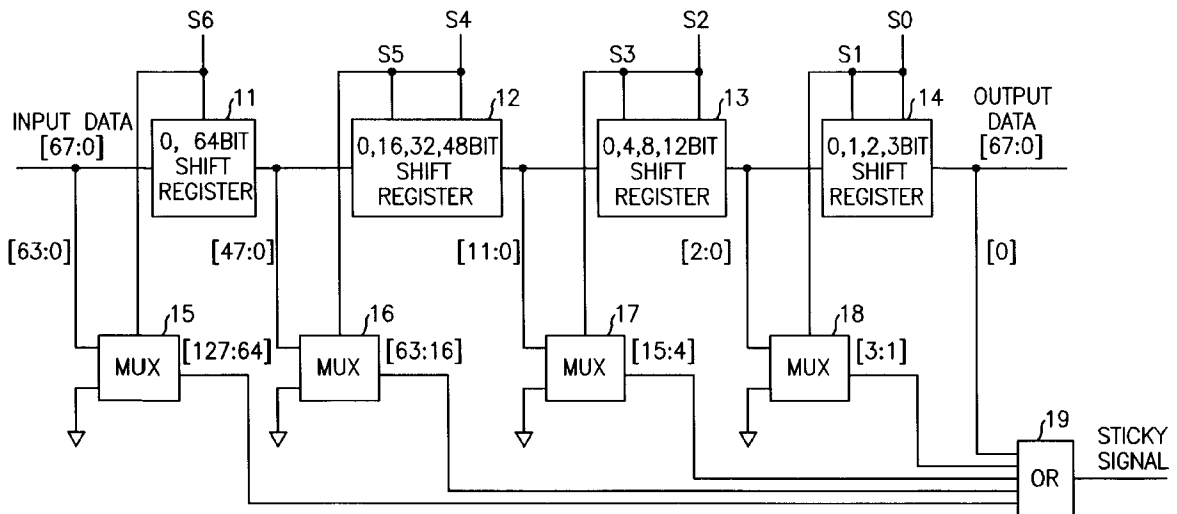 S6
S4
S2
S0
S5
S3
S1
11
12
13
14
INPUT DATA
[67:0]
0, 64BIT
SHIFT
REGISTER
0,16,32,48BIT
SHIFT
REGISTER
0,4,8,12BIT
SHIFT
REGISTER
0,1,2,3BIT
SHIFT
REGISTER
OUTPUT
DATA
[67:0]
[63:0]
[47:0]
[11:0]
[2:0]
[0]
15
MUX
[127:64]
16
MUX
[63:16]
17
MUX
[15:4]
18
MUX
[3:1]
19
OR
STICKY
SIGNAL